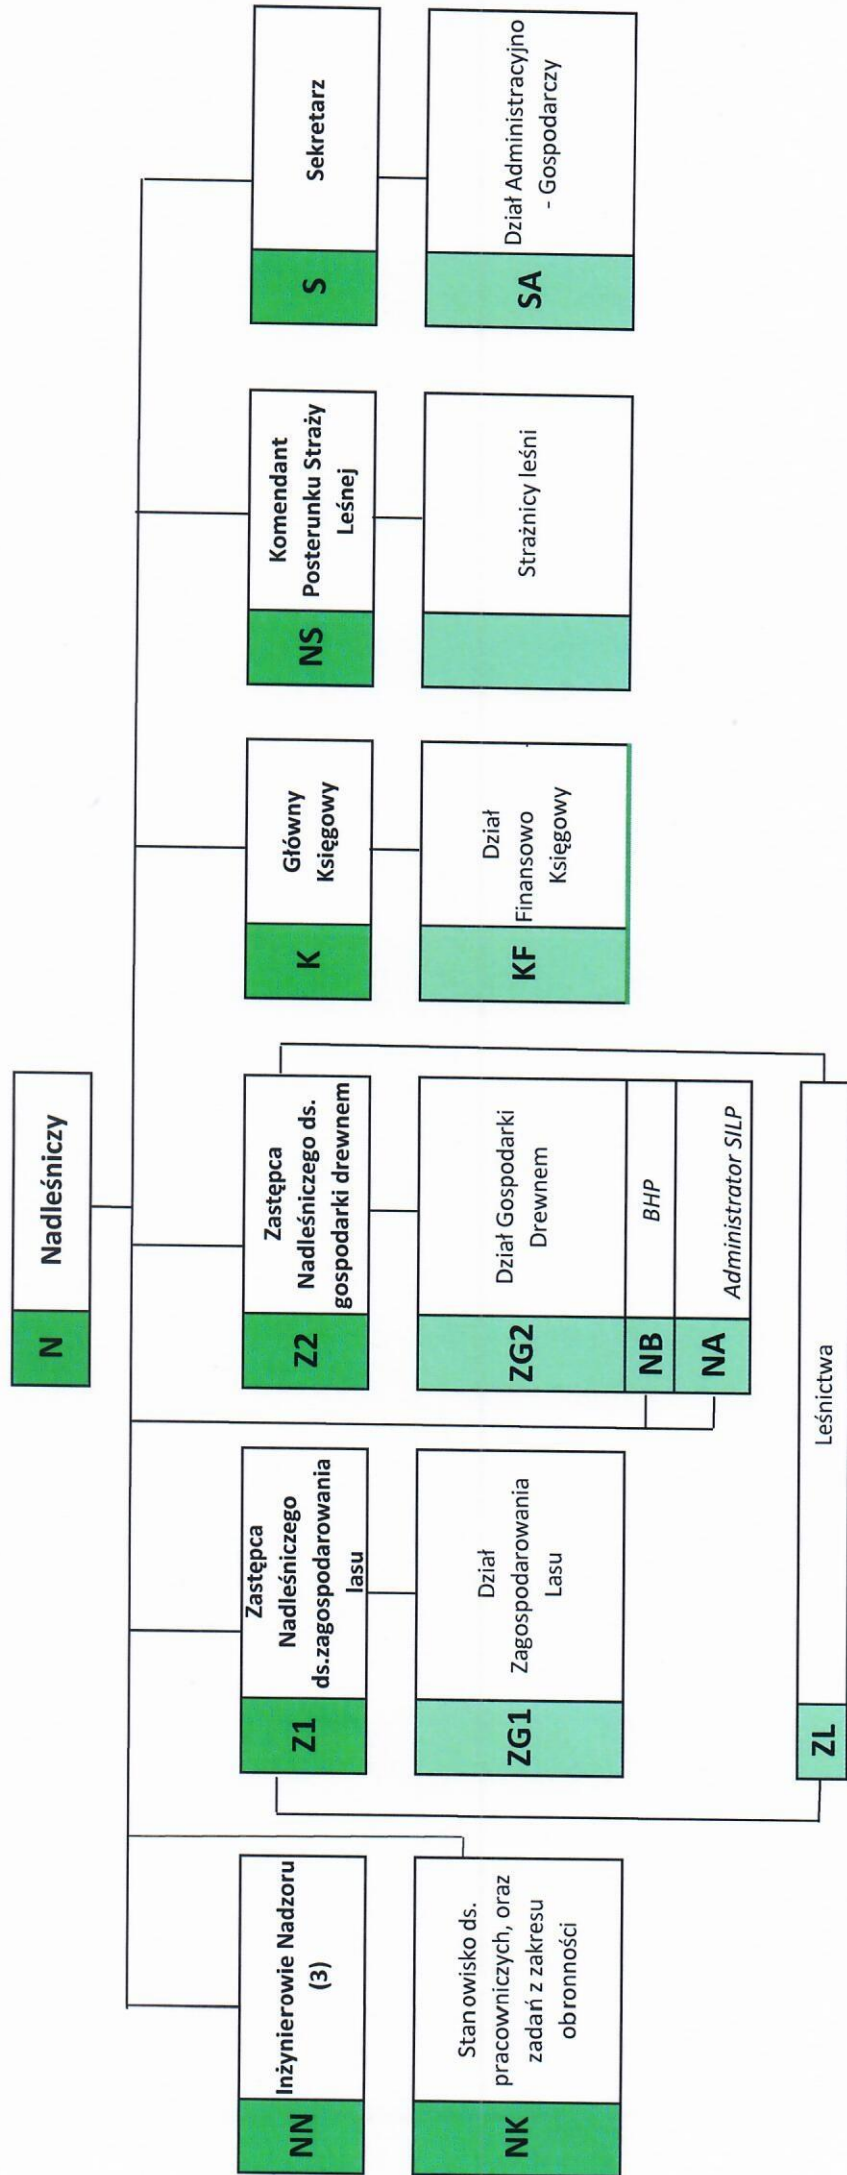 N
Nadleśniczy
NN
Inżynierowie Nadzoru
(3)
NK
Stanowisko ds.
pracowniczych, oraz
zadań z zakresu
obronności
Z1
Zastępca
Nadleśniczego
ds.zagospodarowania
lasu
ZG1
Dział
Zagospodarowania
Lasu
Z2
Zastępca
Nadleśniczego ds.
gospodarki drewnem
ZG2
Dział Gospodarki
Drewnem
NB
BHP
NA
Administrator SILP
ZL
Leśnictwa
K
Główny
Księgowy
KF
Dział
Finansowo
Księgowy
NS
Komendant
Posterunku Straży
Leśnej
Strażnicy leśni
S
Sekretarz
SA
Dział Administracyjno
- Gospodarczy